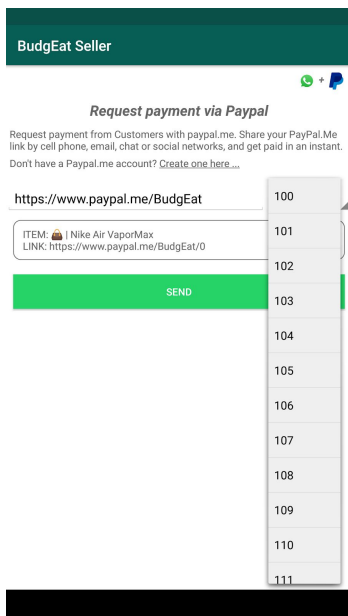 BudgEat Seller
+
Request payment via Paypal
Request payment from Customers with paypal.me. Share your PayPal.Me
link by cell phone, email, chat or social networks, and get paid in an instant.
Don't have a Paypal.me account? Create one here ...
https://www.paypal.me/BudgEat
ITEM: 👜 | Nike Air VaporMax
LINK: https://www.paypal.me/BudgEat/0
SEND
100
101
102
103
104
105
106
107
108
109
110
111